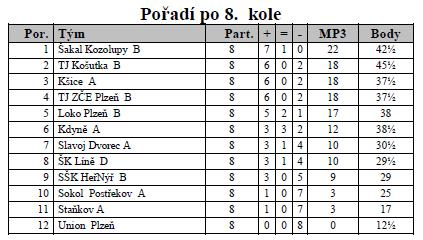 Pořadí po 8. kole
Por. Tým Part. + = - MP3 Body
1 Šakal Kozolupy B 8 7 1 0 22 42½
2 TJ Košutka B 8 6 0 2 18 45½
3 Kšice A 8 6 0 2 18 37½
4 TJ ZČE Plzeň B 8 6 0 2 18 37½
5 Loko Plzeň B 8 5 2 1 17 38
6 Kdyně A 8 3 3 2 12 38½
7 Slavoj Dvorec A 8 3 1 4 10 30½
8 ŠK Líně D 8 3 1 4 10 29½
9 SŠK HeřNýř B 8 3 0 5 9 29
10 Sokol Postřekov A 8 1 0 7 3 25
11 Staňkov A 8 1 0 7 3 17
12 Union Plzeň 8 0 0 8 0 12½